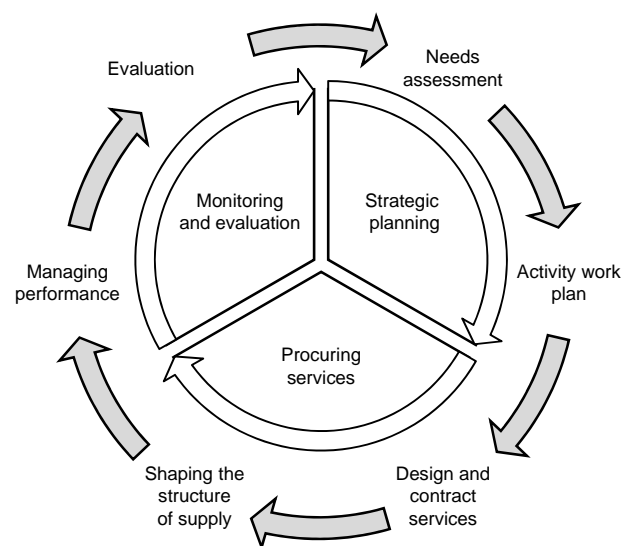 Evaluation
Needs
assessment
Monitoring
and evaluation
Strategic
planning
Managing
performance
Activity work
plan
Procuring
services
Shaping the
structure
of supply
Design and
contract
services